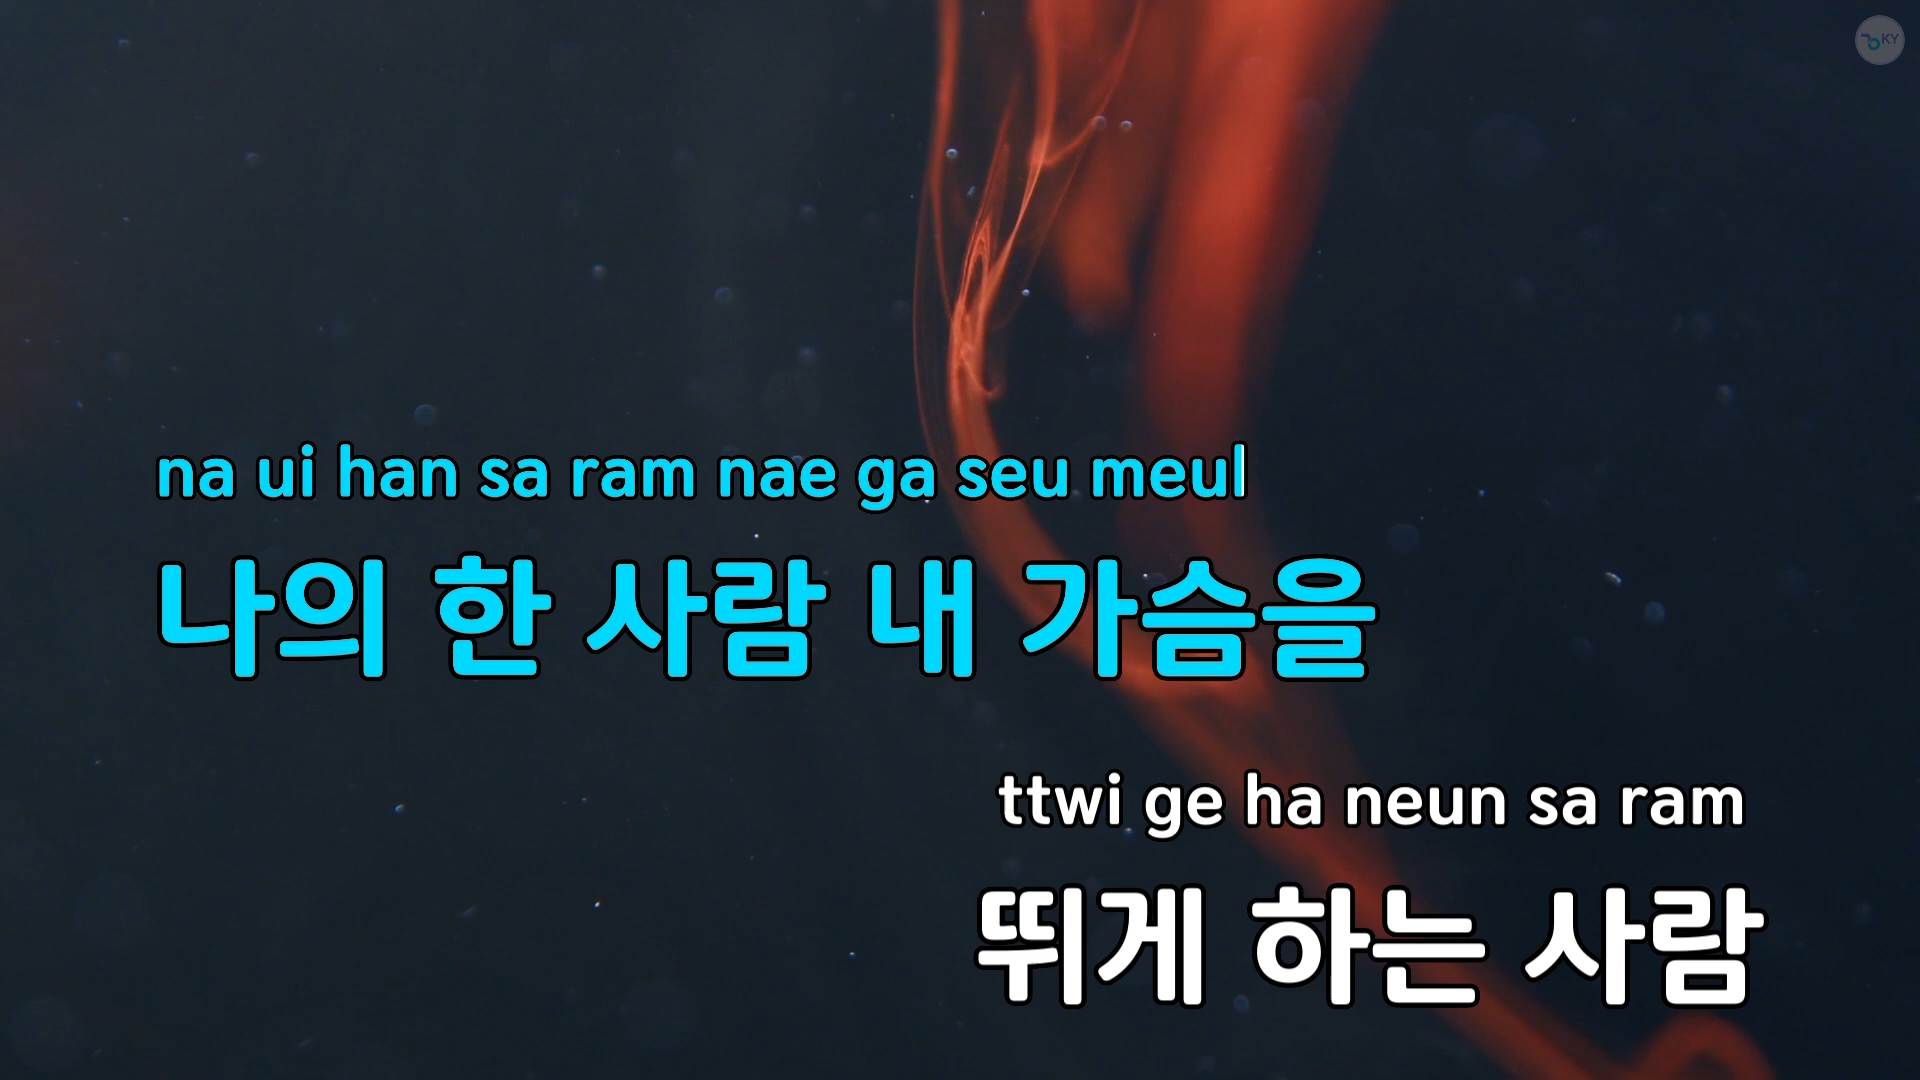 KY
na ui han sa ram nae ga seu meul
나의 한 사람 내 가슴을
ttwi ge ha neun sa ram
뛰게 하는 사람